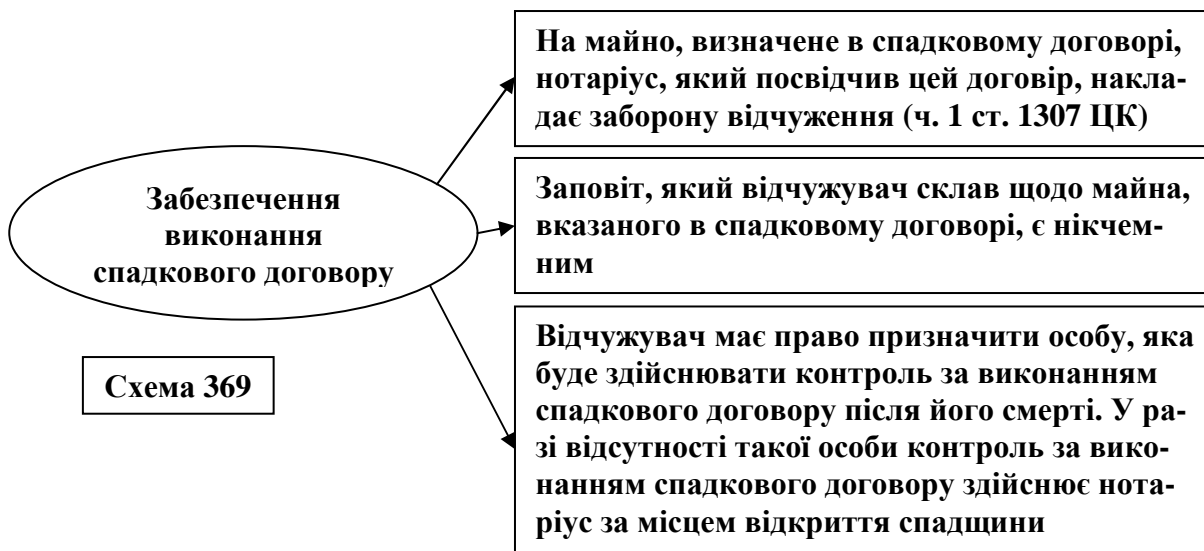 На майно, визначене в спадковому договорі,
нотаріус, який посвідчив цей договір, накла-
дає заборону відчуження (ч. 1 ст. 1307 ЦК)
Забезпечення
виконання
спадкового договору
Заповіт, який відчужувач склав щодо майна,
вказаного в спадковому договорі, є нікчем-
ним
Відчужувач має право призначити особу, яка
буде здійснювати контроль за виконанням
спадкового договору після його смерті. У ра-
зі відсутності такої особи контроль за вико-
нанням спадкового договору здійснює нота-
ріус за місцем відкриття спадщини
Схема 369